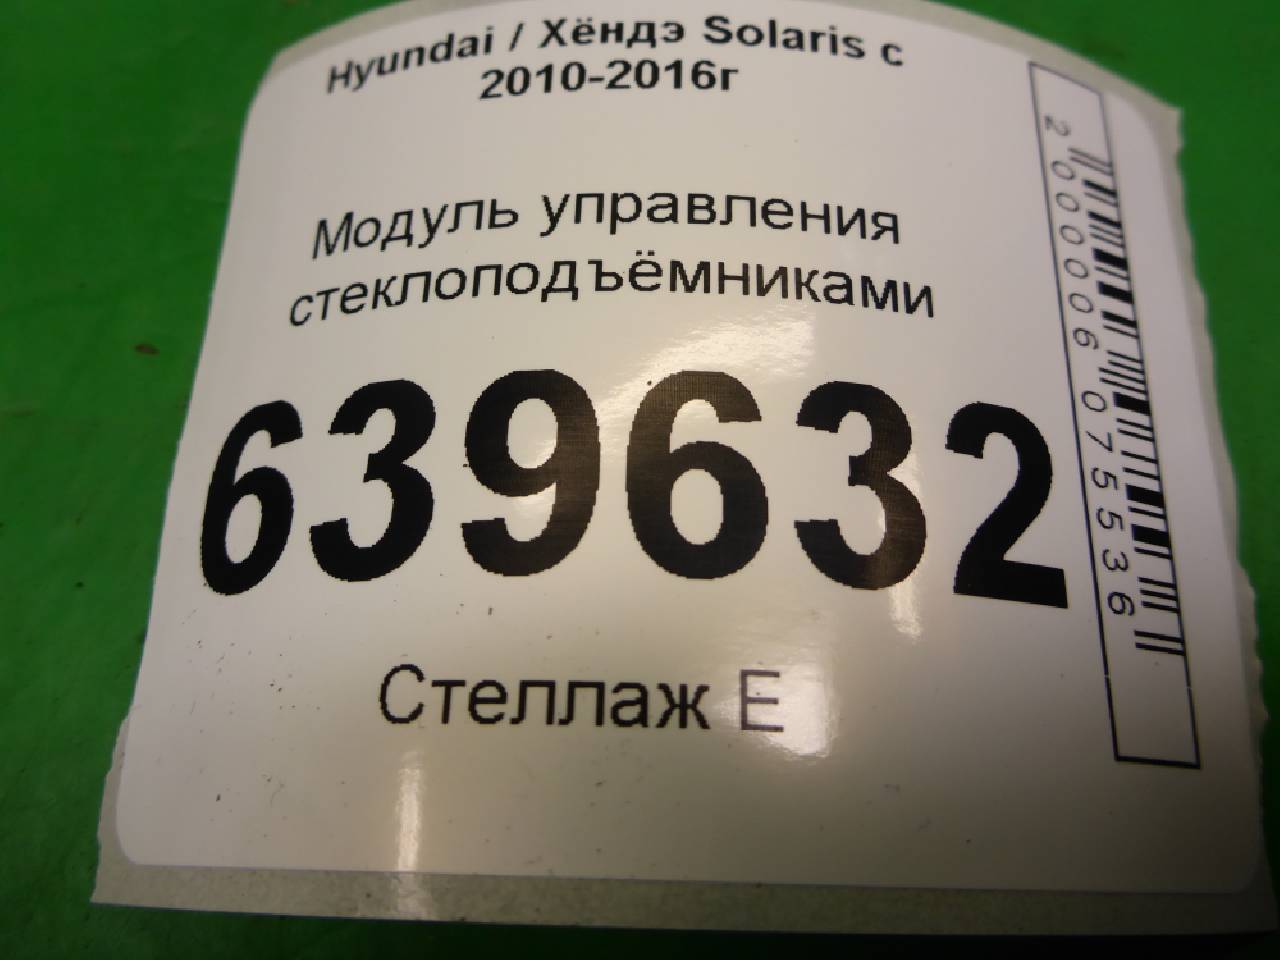 Hyundai / Хёндэ Solaris с
2010-2016г
Модуль управления
стеклоподъёмниками
639632
Стеллаж Е
2000006075536